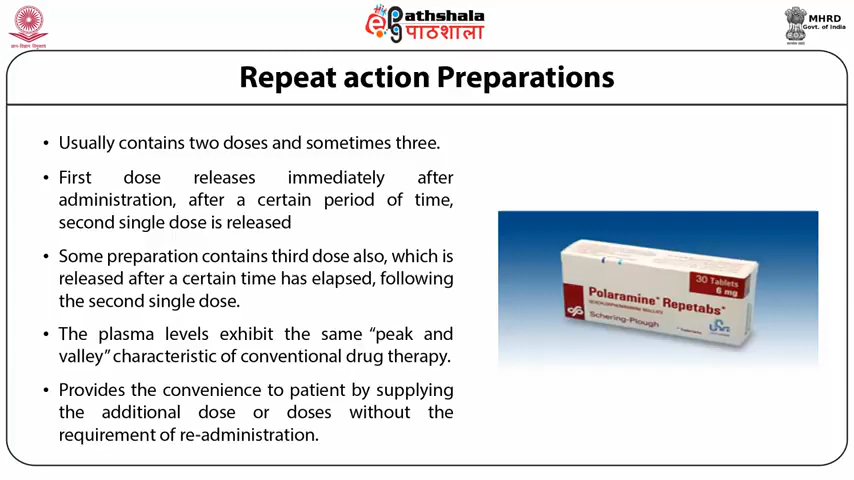 Pathshala
पाठशाला
MHRD
Govt. of India
Repeat action Preparations
• Usually contains two doses and sometimes three.
• First dose releases immediately after
administration, after a certain period of time,
second single dose is released
• Some preparation contains third dose also, which is
released after a certain time has elapsed, following
the second single dose.
• The plasma levels exhibit the same “peak and
valley” characteristic of conventional drug therapy.
• Provides the convenience to patient by supplying
the additional dose or doses without the
requirement of re-administration.
30 Tablets
6 mg
Polaramine® Repetabs®
Schering-Plough